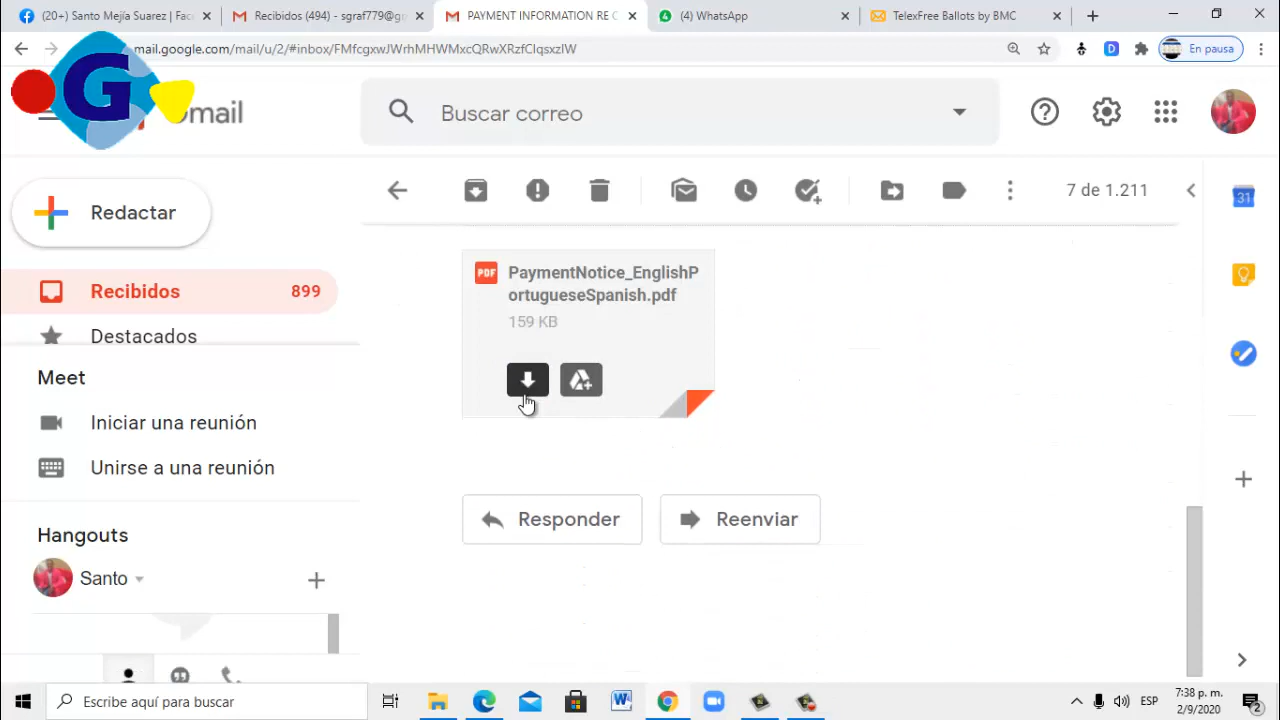 (20+) Santo Mejía Suarez | Fac
Recibidos (494) - sgraf779@g
PAYMENT INFORMATION RE C
(4) WhatsApp
TelexFree Ballots by BMC
mail.google.com/mail/u/2/#inbox/FMfcgxwJWrhMHWMxcQRwXRzfClqsxzlW
D
En pausa
G
mail
Buscar correo
Redactar
7 de 1.211
31
Recibidos 899
Destacados
PDF
PaymentNotice_EnglishP
ortugueseSpanish.pdf
159 KB
Meet
Iniciar una reunión
Unirse a una reunión
Hangouts
Santo
Responder
Reenviar
Escribe aquí para buscar
ESP
7:38 p. m.
2/9/2020
2